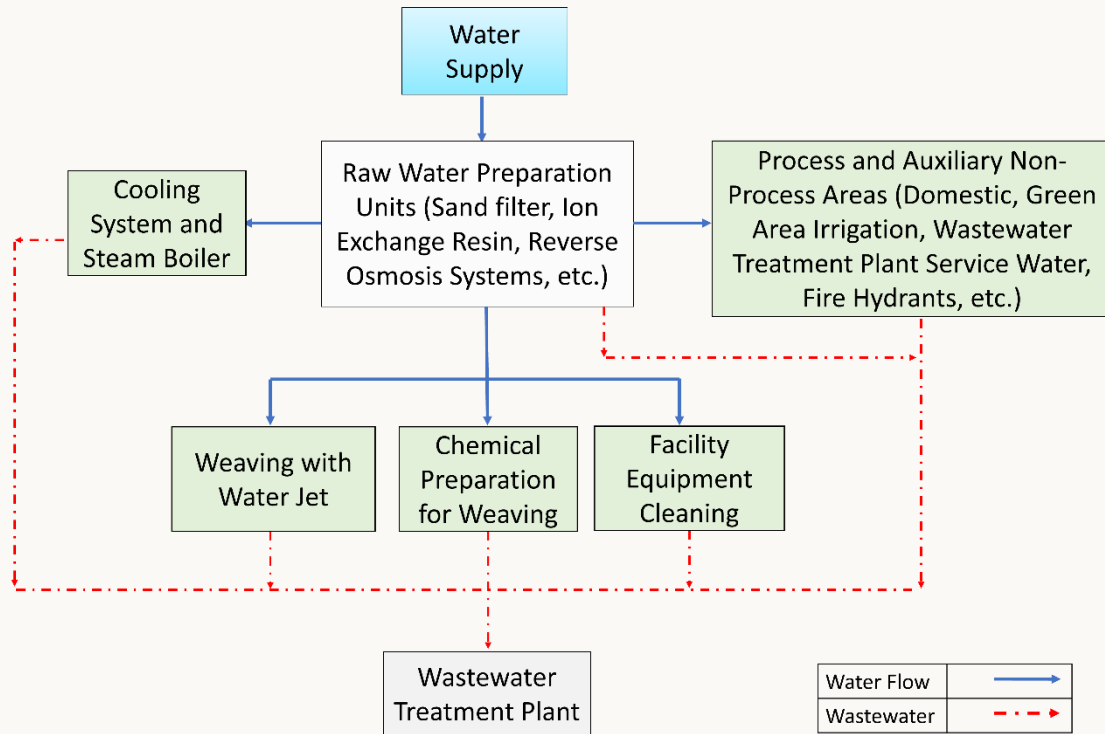 Water
Supply
Raw Water Preparation
Units (Sand filter, Ion
Exchange Resin, Reverse
Osmosis Systems, etc.)
Cooling
System and
Steam Boiler
Process and Auxiliary Non-
Process Areas (Domestic, Green
Area Irrigation, Wastewater
Treatment Plant Service Water,
Fire Hydrants, etc.)
Weaving with
Water Jet
Chemical
Preparation
for Weaving
Facility
Equipment
Cleaning
Wastewater
Treatment Plant
Water Flow
Wastewater